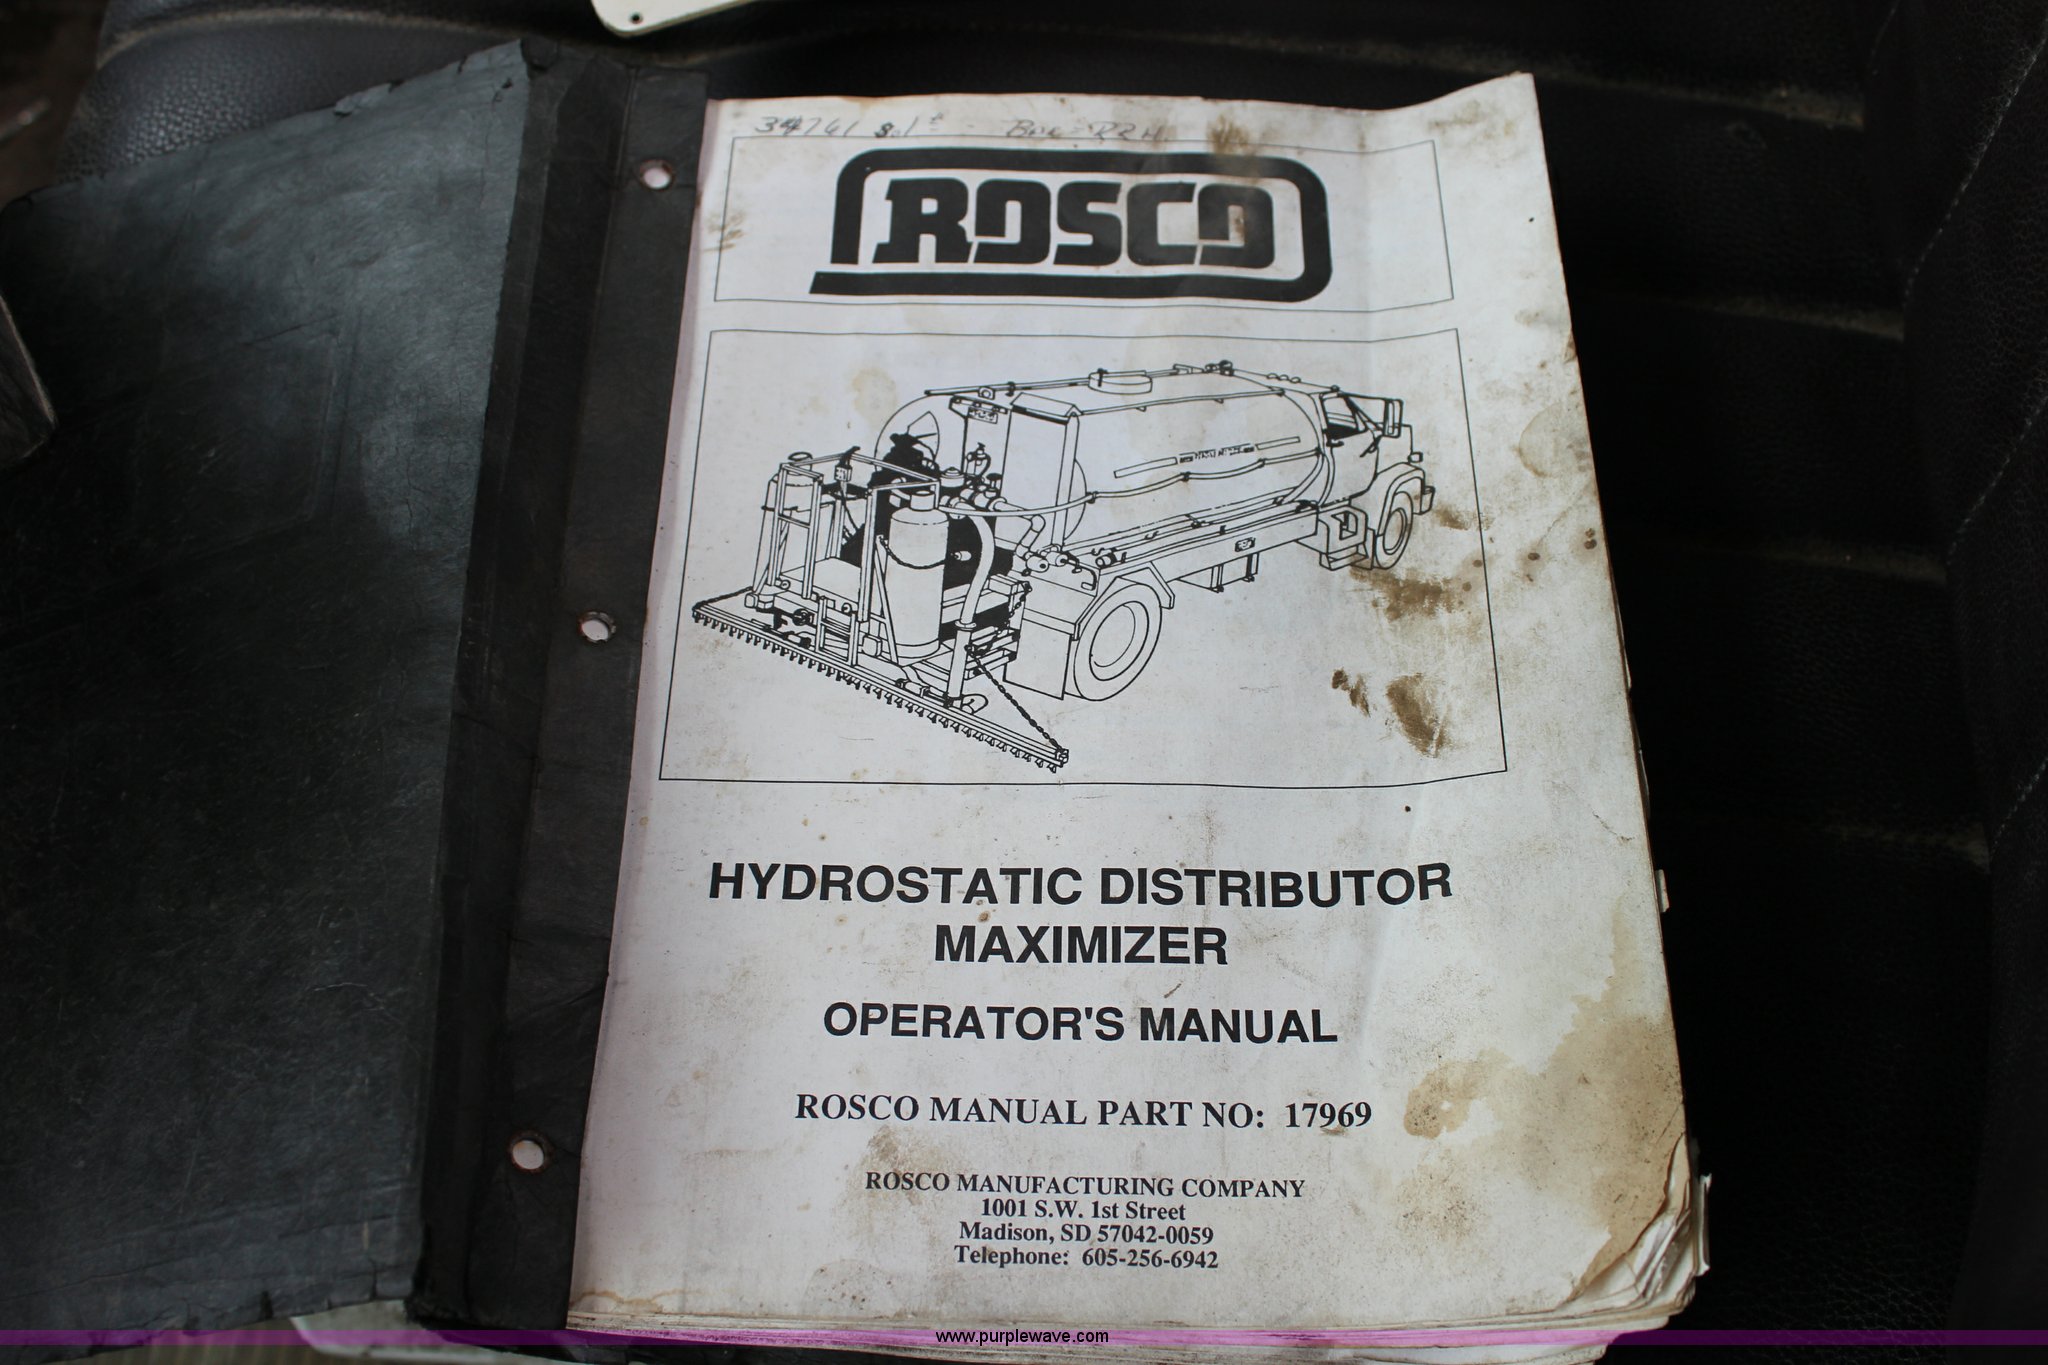 34761
ROSCO
HYDROSTATIC DISTRIBUTOR
MAXIMIZER
OPERATOR'S MANUAL
ROSCO MANUAL PART NO: 17969
ROSCO MANUFACTURING COMPANY
1001 S.W. 1st Street
Madison, SD 57042-0059
Telephone: 605-256-6942
www.purplewave.com